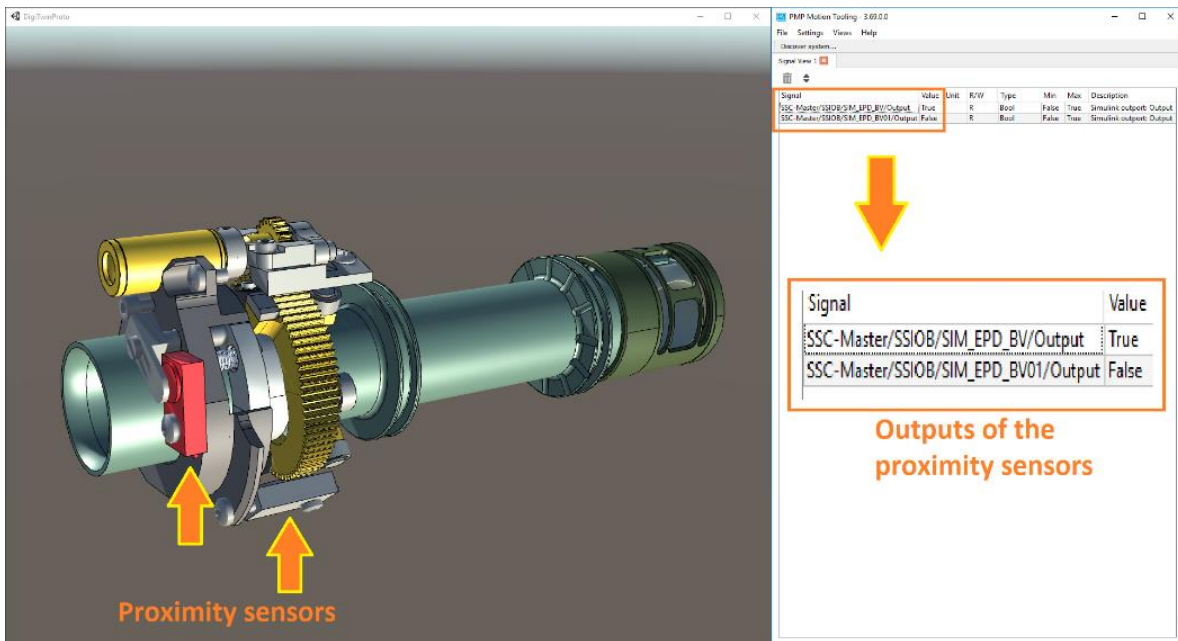 DigiTwinProto
Proximity sensors
PMP Motion Tooling - 3.69.0.0
File Settings Views Help
Discover system...
Signal View 1
Signal Value Unit R/W Type Min Max Description
SSC-Master/SSIOB/SIM_EPD_BV/Output True R Bool False True Simulink outport: Output
SSC-Master/SSIOB/SIM_EPD_BV01/Output False R Bool False True Simulink outport: Output
Signal Value
SSC-Master/SSIOB/SIM_EPD_BV/Output True
SSC-Master/SSIOB/SIM_EPD_BV01/Output False
Outputs of the
proximity sensors